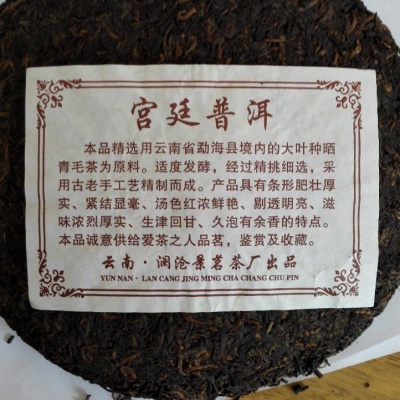 宫廷普洱
本品精选用云南省勐海县境内的大叶种晒
青毛茶为原料。适度发酵，经过精挑细选，采
用古老手工艺精制而成。产品具有条形肥壮厚
实、紧结显毫、汤色红浓鲜艳、剔透明亮、滋
味浓烈厚实、生津回甘、久泡有余香的特点。
本品诚意供给爱茶之人品茗，鉴赏及收藏。
云南·澜沧景茗茶厂出品
YUN NAN · LAN CANG JING MING CHA CHANG CHU PIN